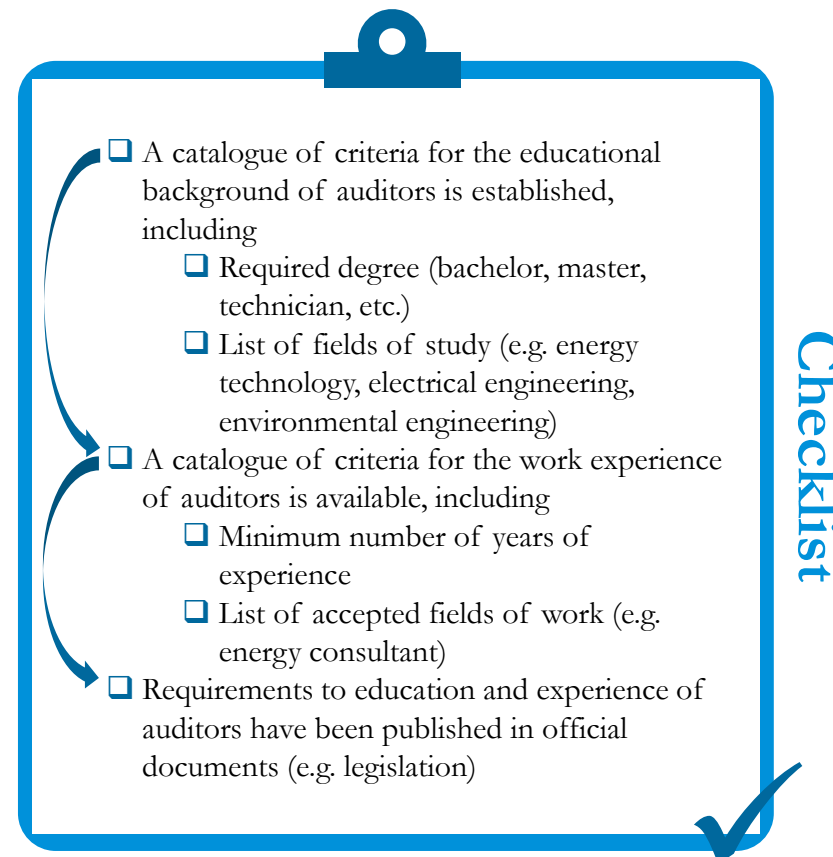 ❑ A catalogue of criteria for the educational
background of auditors is established,
including
❑ Required degree (bachelor, master,
technician, etc.)
❑ List of fields of study (e.g. energy
technology, electrical engineering,
environmental engineering)
❑ A catalogue of criteria for the work experience
of auditors is available, including
❑ Minimum number of years of
experience
❑ List of accepted fields of work (e.g.
energy consultant)
❑ Requirements to education and experience of
auditors have been published in official
documents (e.g. legislation)
Checklist